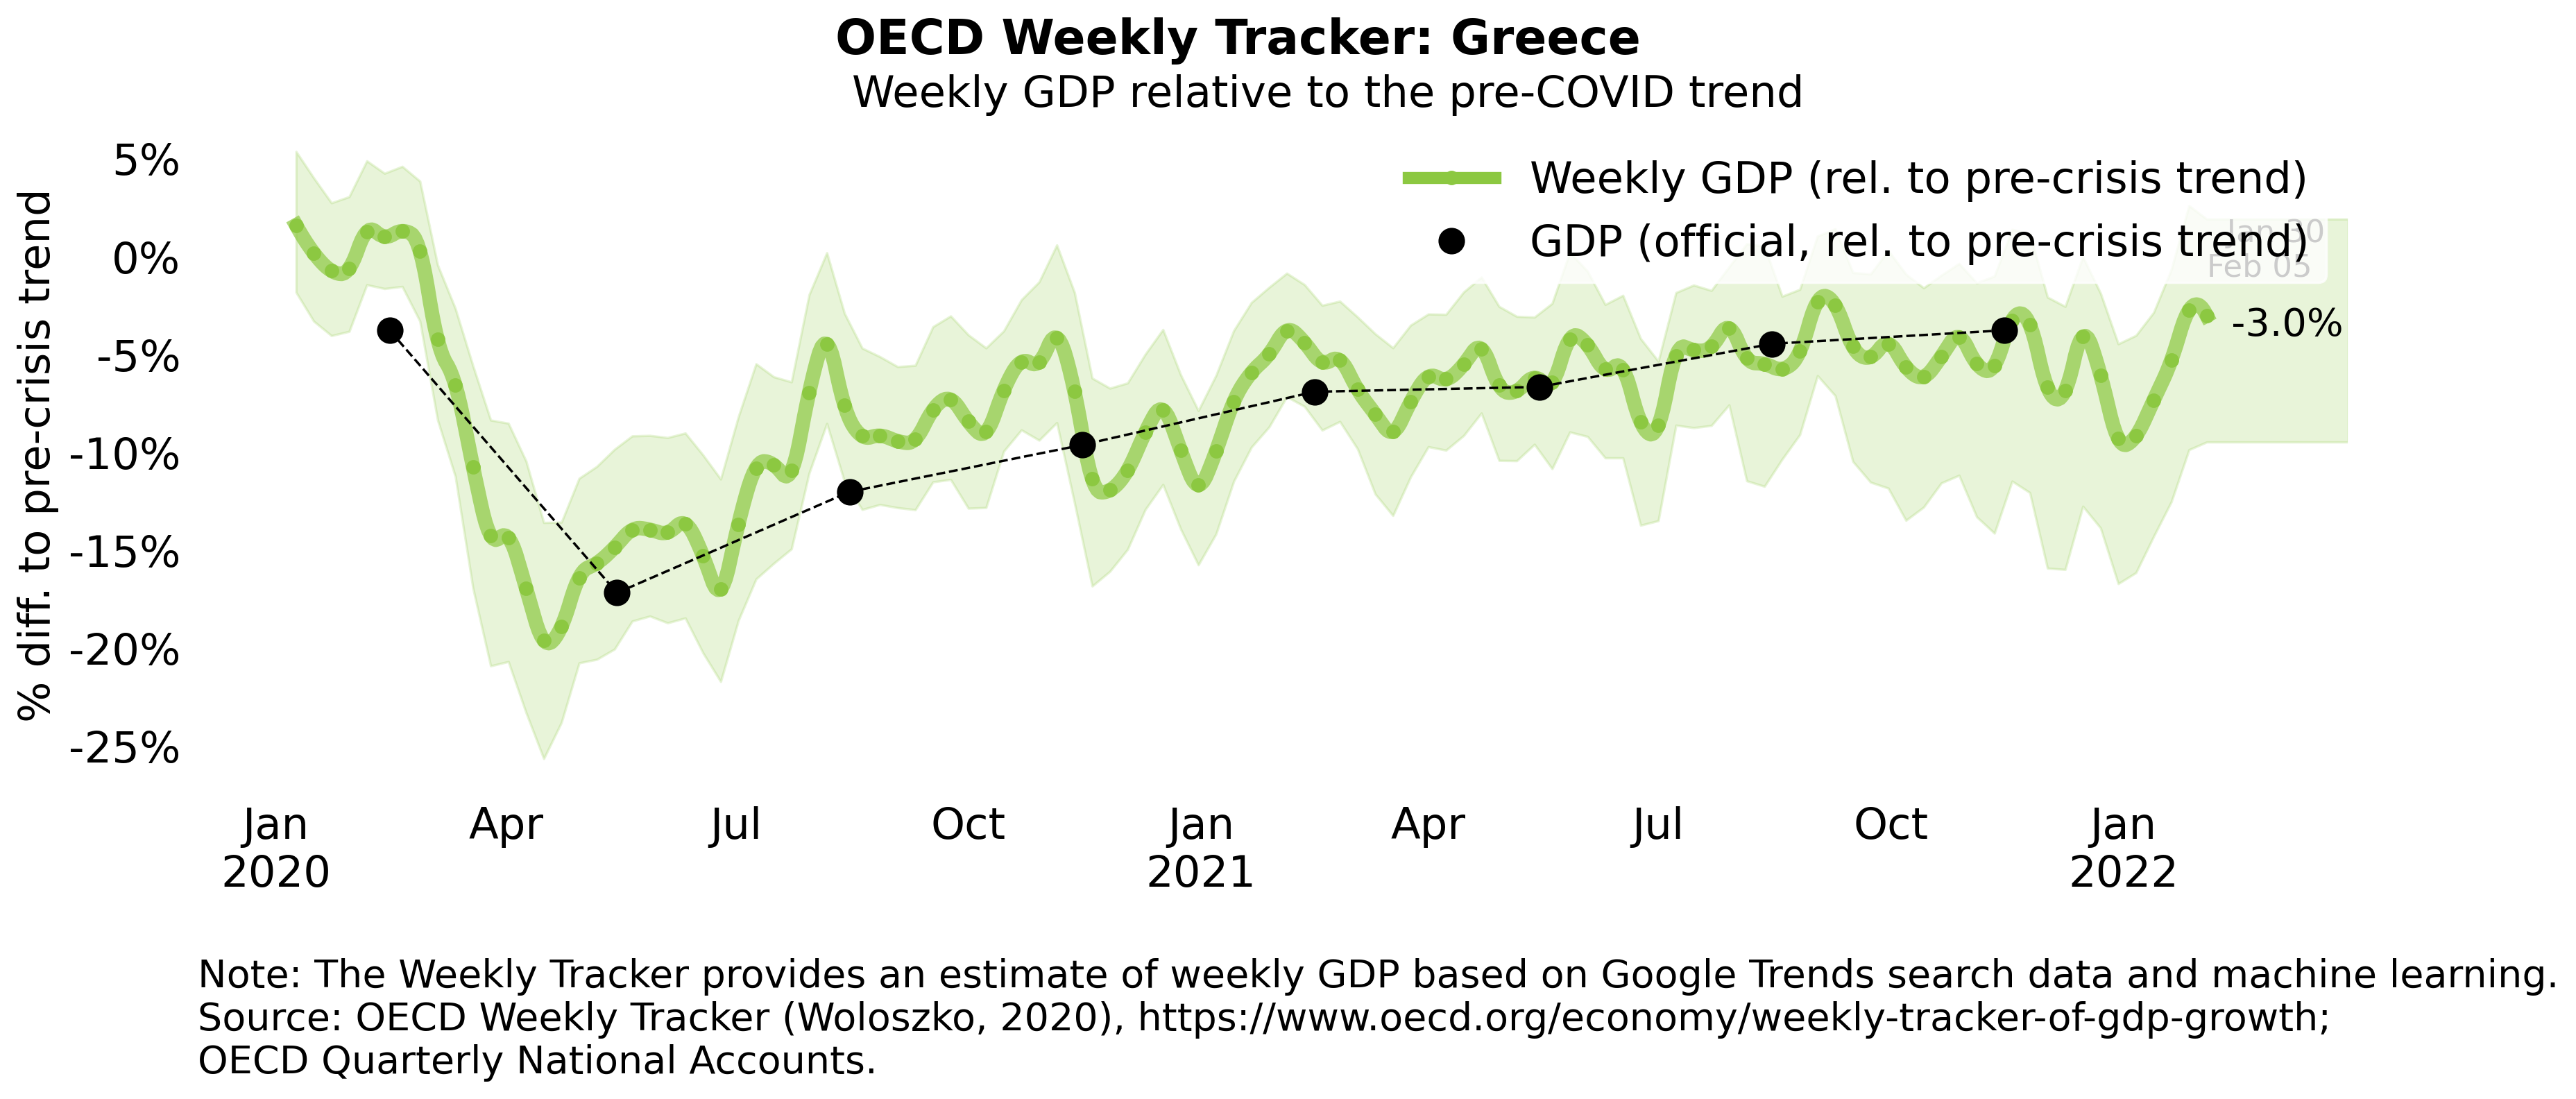 OECD Weekly Tracker: Greece
Weekly GDP relative to the pre-COVID trend
% diff. to pre-crisis trend
5%
0%
-5%
-10%
-15%
-20%
-25%
Weekly GDP (rel. to pre-crisis trend)
GDP (official, rel. to pre-crisis trend)
Jan 30
Feb 05
-3.0%
Jan Apr Jul Oct Jan Apr Jul Oct Jan
2020 2021 2022
Note: The Weekly Tracker provides an estimate of weekly GDP based on Google Trends search data and machine learning.
Source: OECD Weekly Tracker (Woloszko, 2020), https://www.oecd.org/economy/weekly-tracker-of-gdp-growth;
OECD Quarterly National Accounts.